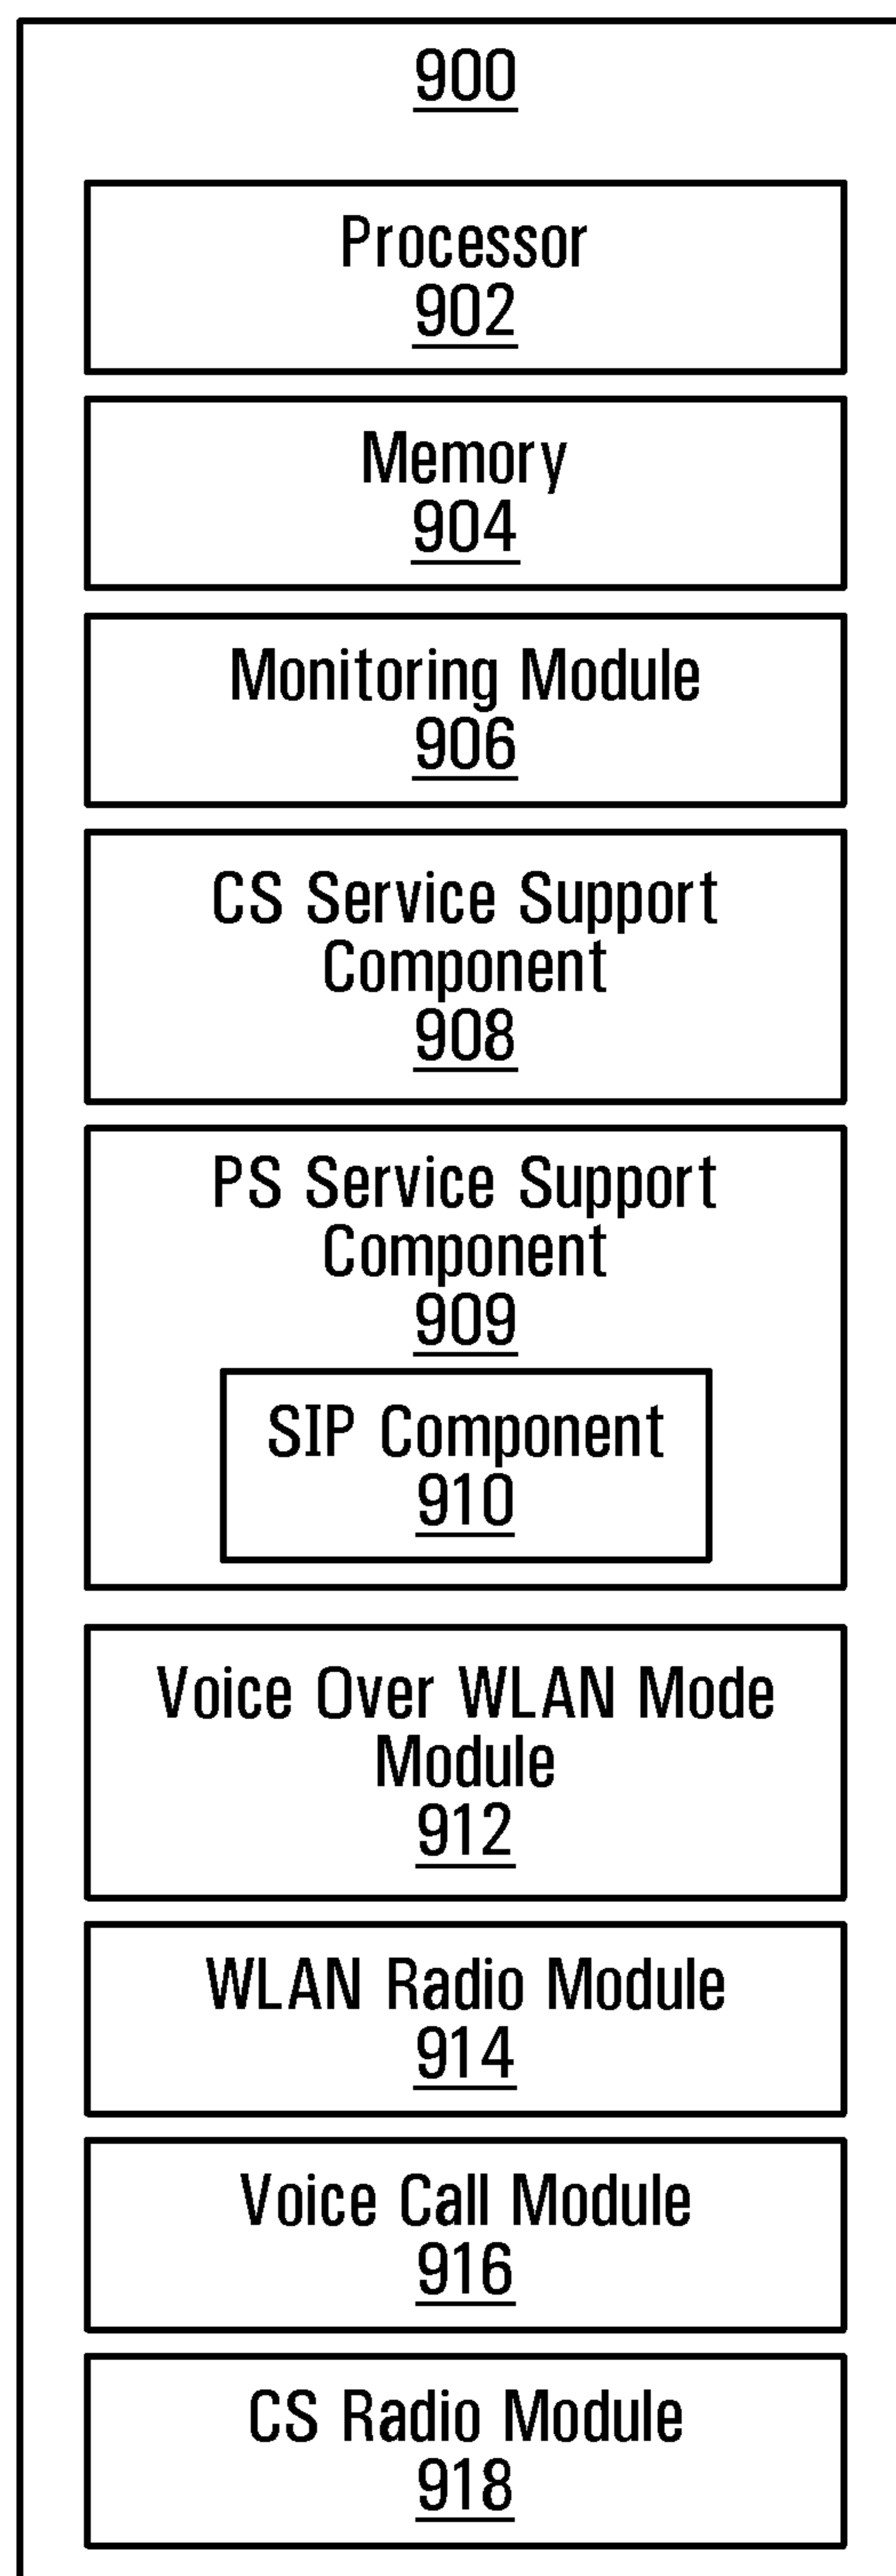 900
Processor
902
Memory
904
Monitoring Module
906
CS Service Support
Component
908
PS Service Support
Component
909
SIP Component
910
Voice Over WLAN Mode
Module
912
WLAN Radio Module
914
Voice Call Module
916
CS Radio Module
918